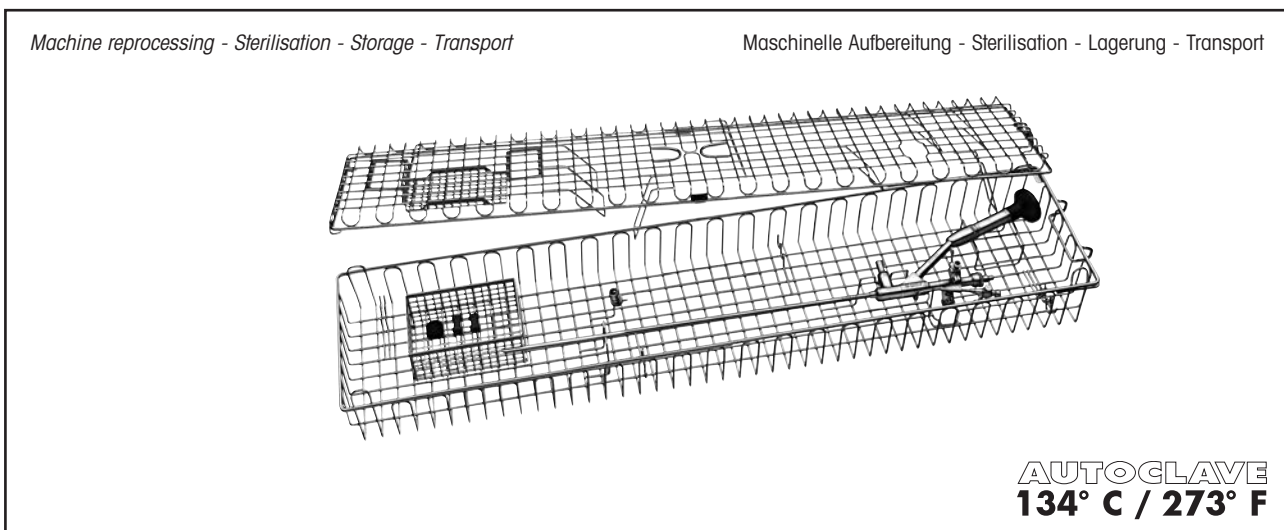 Machine reprocessing - Sterilisation - Storage - Transport
Maschinelle Aufbereitung - Sterilisation - Lagerung - Transport
AUTOCLAVE
134° C / 273° F